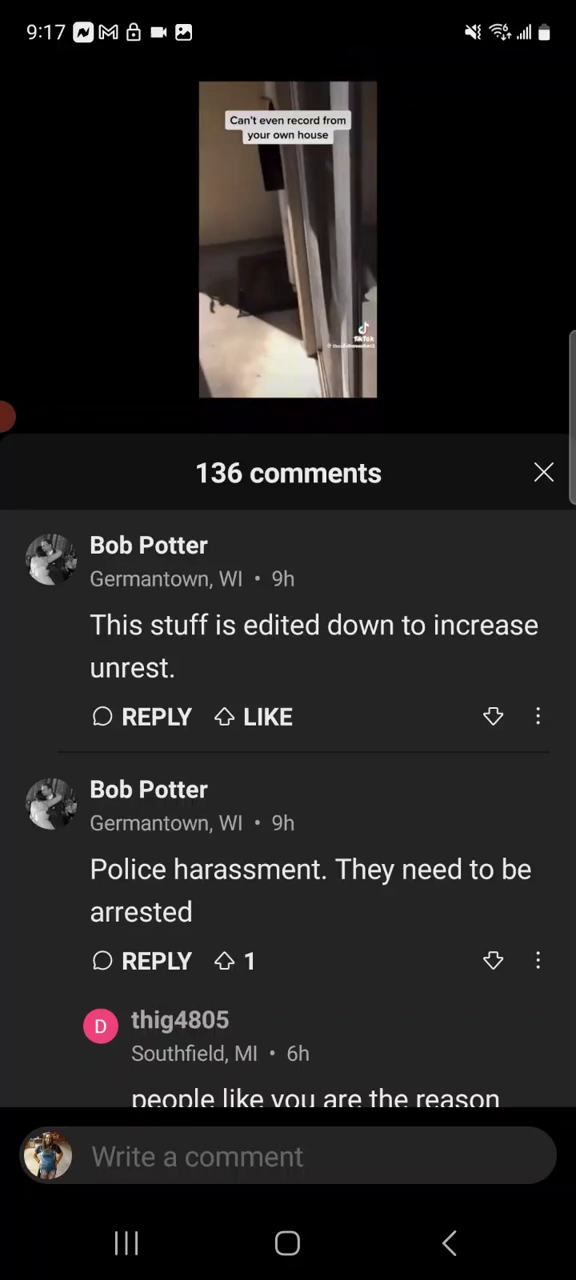 9:17
Can't even record from
your own house
TikTok
136 comments
Bob Potter
Germantown, WI • 9h
This stuff is edited down to increase
unrest.
REPLY LIKE
Bob Potter
Germantown, WI • 9h
Police harassment. They need to be
arrested
REPLY 1
D thig4805
Southfield, MI • 6h
people like you are the reason
Write a comment